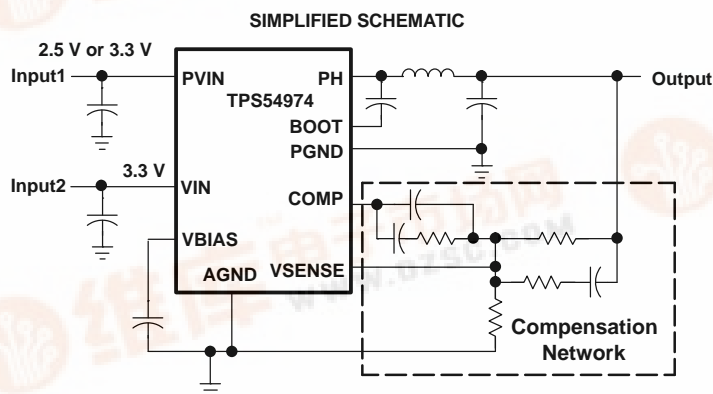 SIMPLIFIED SCHEMATIC
2.5 V or 3.3 V
Input1
PVIN
PH
Output
TPS54974
BOOT
PGND
3.3 V
Input2
VIN
COMP
VBIAS
AGND
VSENSE
Compensation
Network